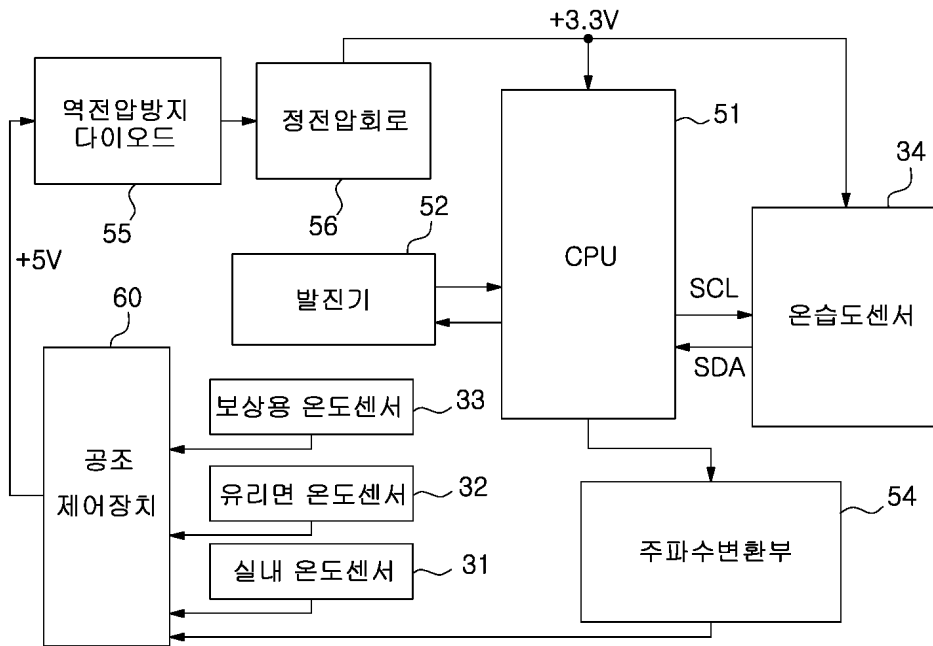 +3.3V
역전압방지
다이오드
정전압회로
51
34
55
56
52
+5V
CPU
발진기
60
SCL
온습도센서
SDA
보상용 온도센서
33
공조
제어장치
유리면 온도센서
32
54
주파수변환부
실내 온도센서
31